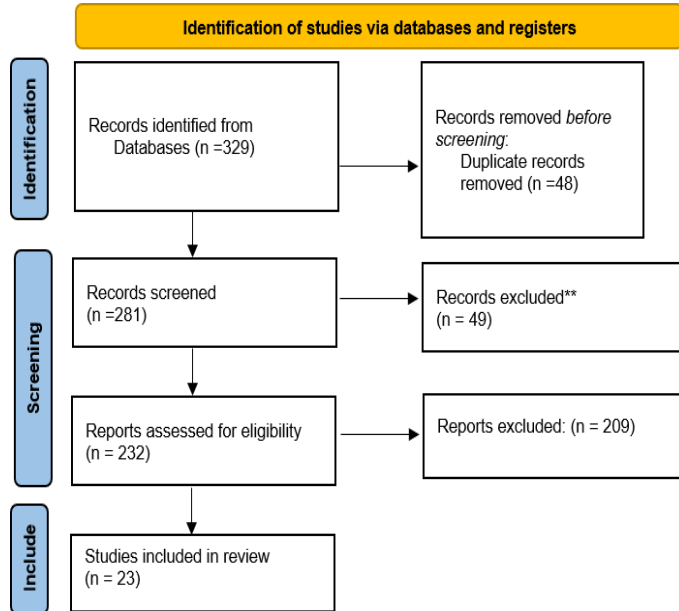 Identification of studies via databases and registers
Identification
Records identified from
Databases (n =329)
Records removed before
screening:
Duplicate records
removed (n =48)
Screening
Records screened
(n =281)
Records excluded**
(n = 49)
Reports assessed for eligibility
(n = 232)
Reports excluded: (n = 209)
Include
Studies included in review
(n = 23)